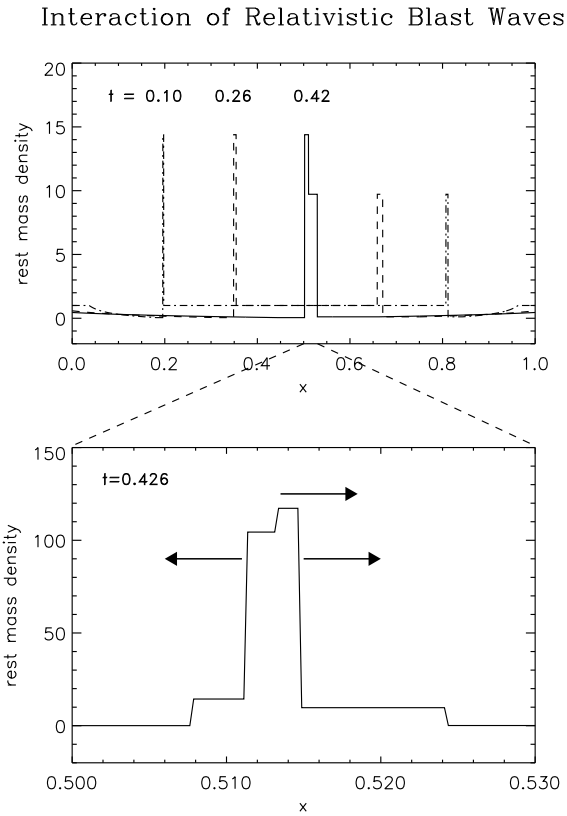 Interaction of Relativistic Blast Waves
20
t = 0.10 0.26 0.42
15
rest mass density
10
5
0
0.0 0.2 0.4 0.6 0.8 1.0
x
150
t=0.426
100
rest mass density
50
0
0.500 0.510 0.520 0.530
x